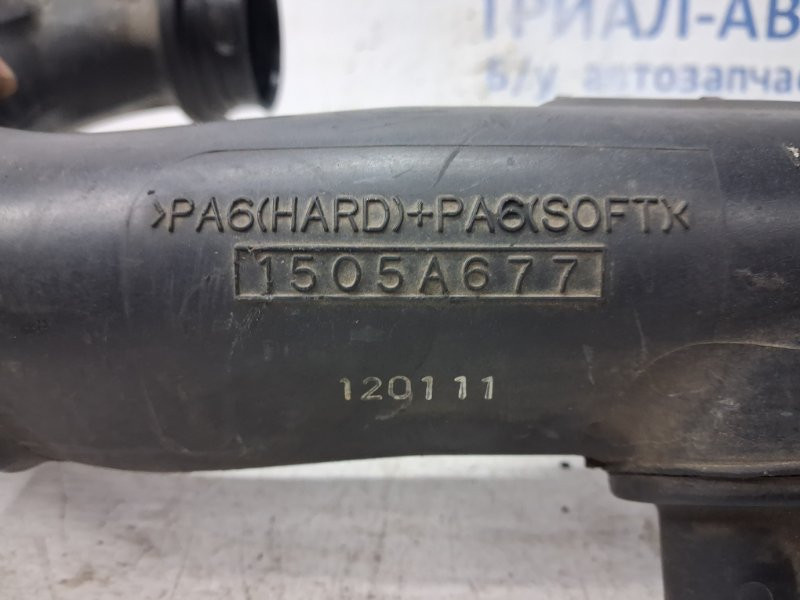 ТРИАЛ-АВ
Б/у автозапчас
>PA6(HARD)+PA6(SOFT)<
1505A677
120111